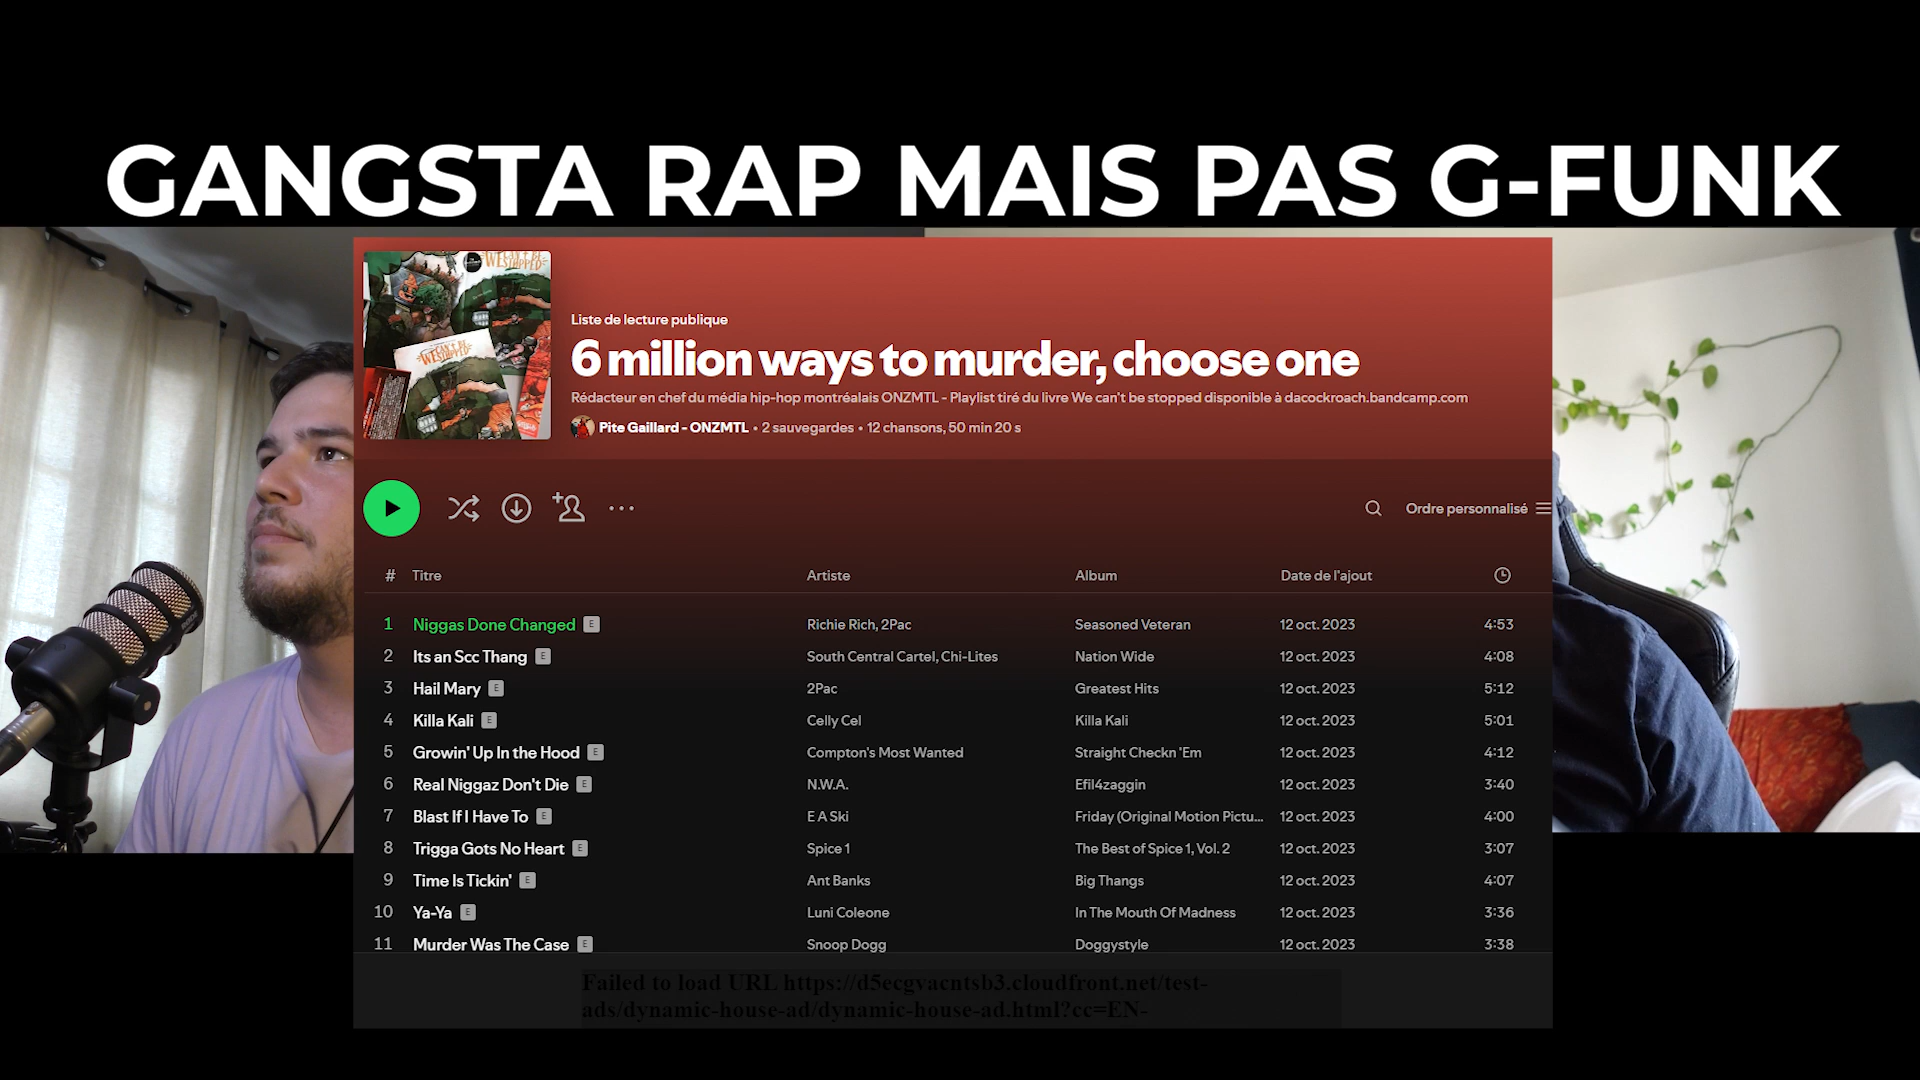 GANGSTA RAP MAIS PAS G-FUNK
Liste de lecture publique
6 million ways to murder, choose one
Rédacteur en chef du média hip-hop montréalais ONZMTL - Playlist tiré du livre We can't be stopped disponible à dacockroach.bandcamp.com
Pite Gaillard - ONZMTL • 2 sauvegardes • 12 chansons, 50 min 20 s
Ordre personnalisé
# Titre Artiste Album Date de l'ajout
1 Niggas Done Changed E Richie Rich, 2Pac Seasoned Veteran 12 oct. 2023 4:53
2 Its an Scc Thang E South Central Cartel, Chi-Lites Nation Wide 12 oct. 2023 4:08
3 Hail Mary E 2Pac Greatest Hits 12 oct. 2023 5:12
4 Killa Kali E Celly Cel Killa Kali 12 oct. 2023 5:01
5 Growin' Up In the Hood E Compton's Most Wanted Straight Checkn 'Em 12 oct. 2023 4:12
6 Real Niggaz Don't Die E N.W.A. Efil4zaggin 12 oct. 2023 3:40
7 Blast If I Have To E E A Ski Friday (Original Motion Pictu... 12 oct. 2023 4:00
8 Trigga Gots No Heart E Spice 1 The Best of Spice 1, Vol. 2 12 oct. 2023 3:07
9 Time Is Tickin' E Ant Banks Big Thangs 12 oct. 2023 4:07
10 Ya-Ya E Luni Coleone In The Mouth Of Madness 12 oct. 2023 3:36
11 Murder Was The Case E Snoop Dogg Doggystyle 12 oct. 2023 3:38
Failed to load URL https://d5ecgvacntsb3.cloudfront.net/test-
ads/dynamic-house-ad/dynamic-house-ad.html?cc=EN-